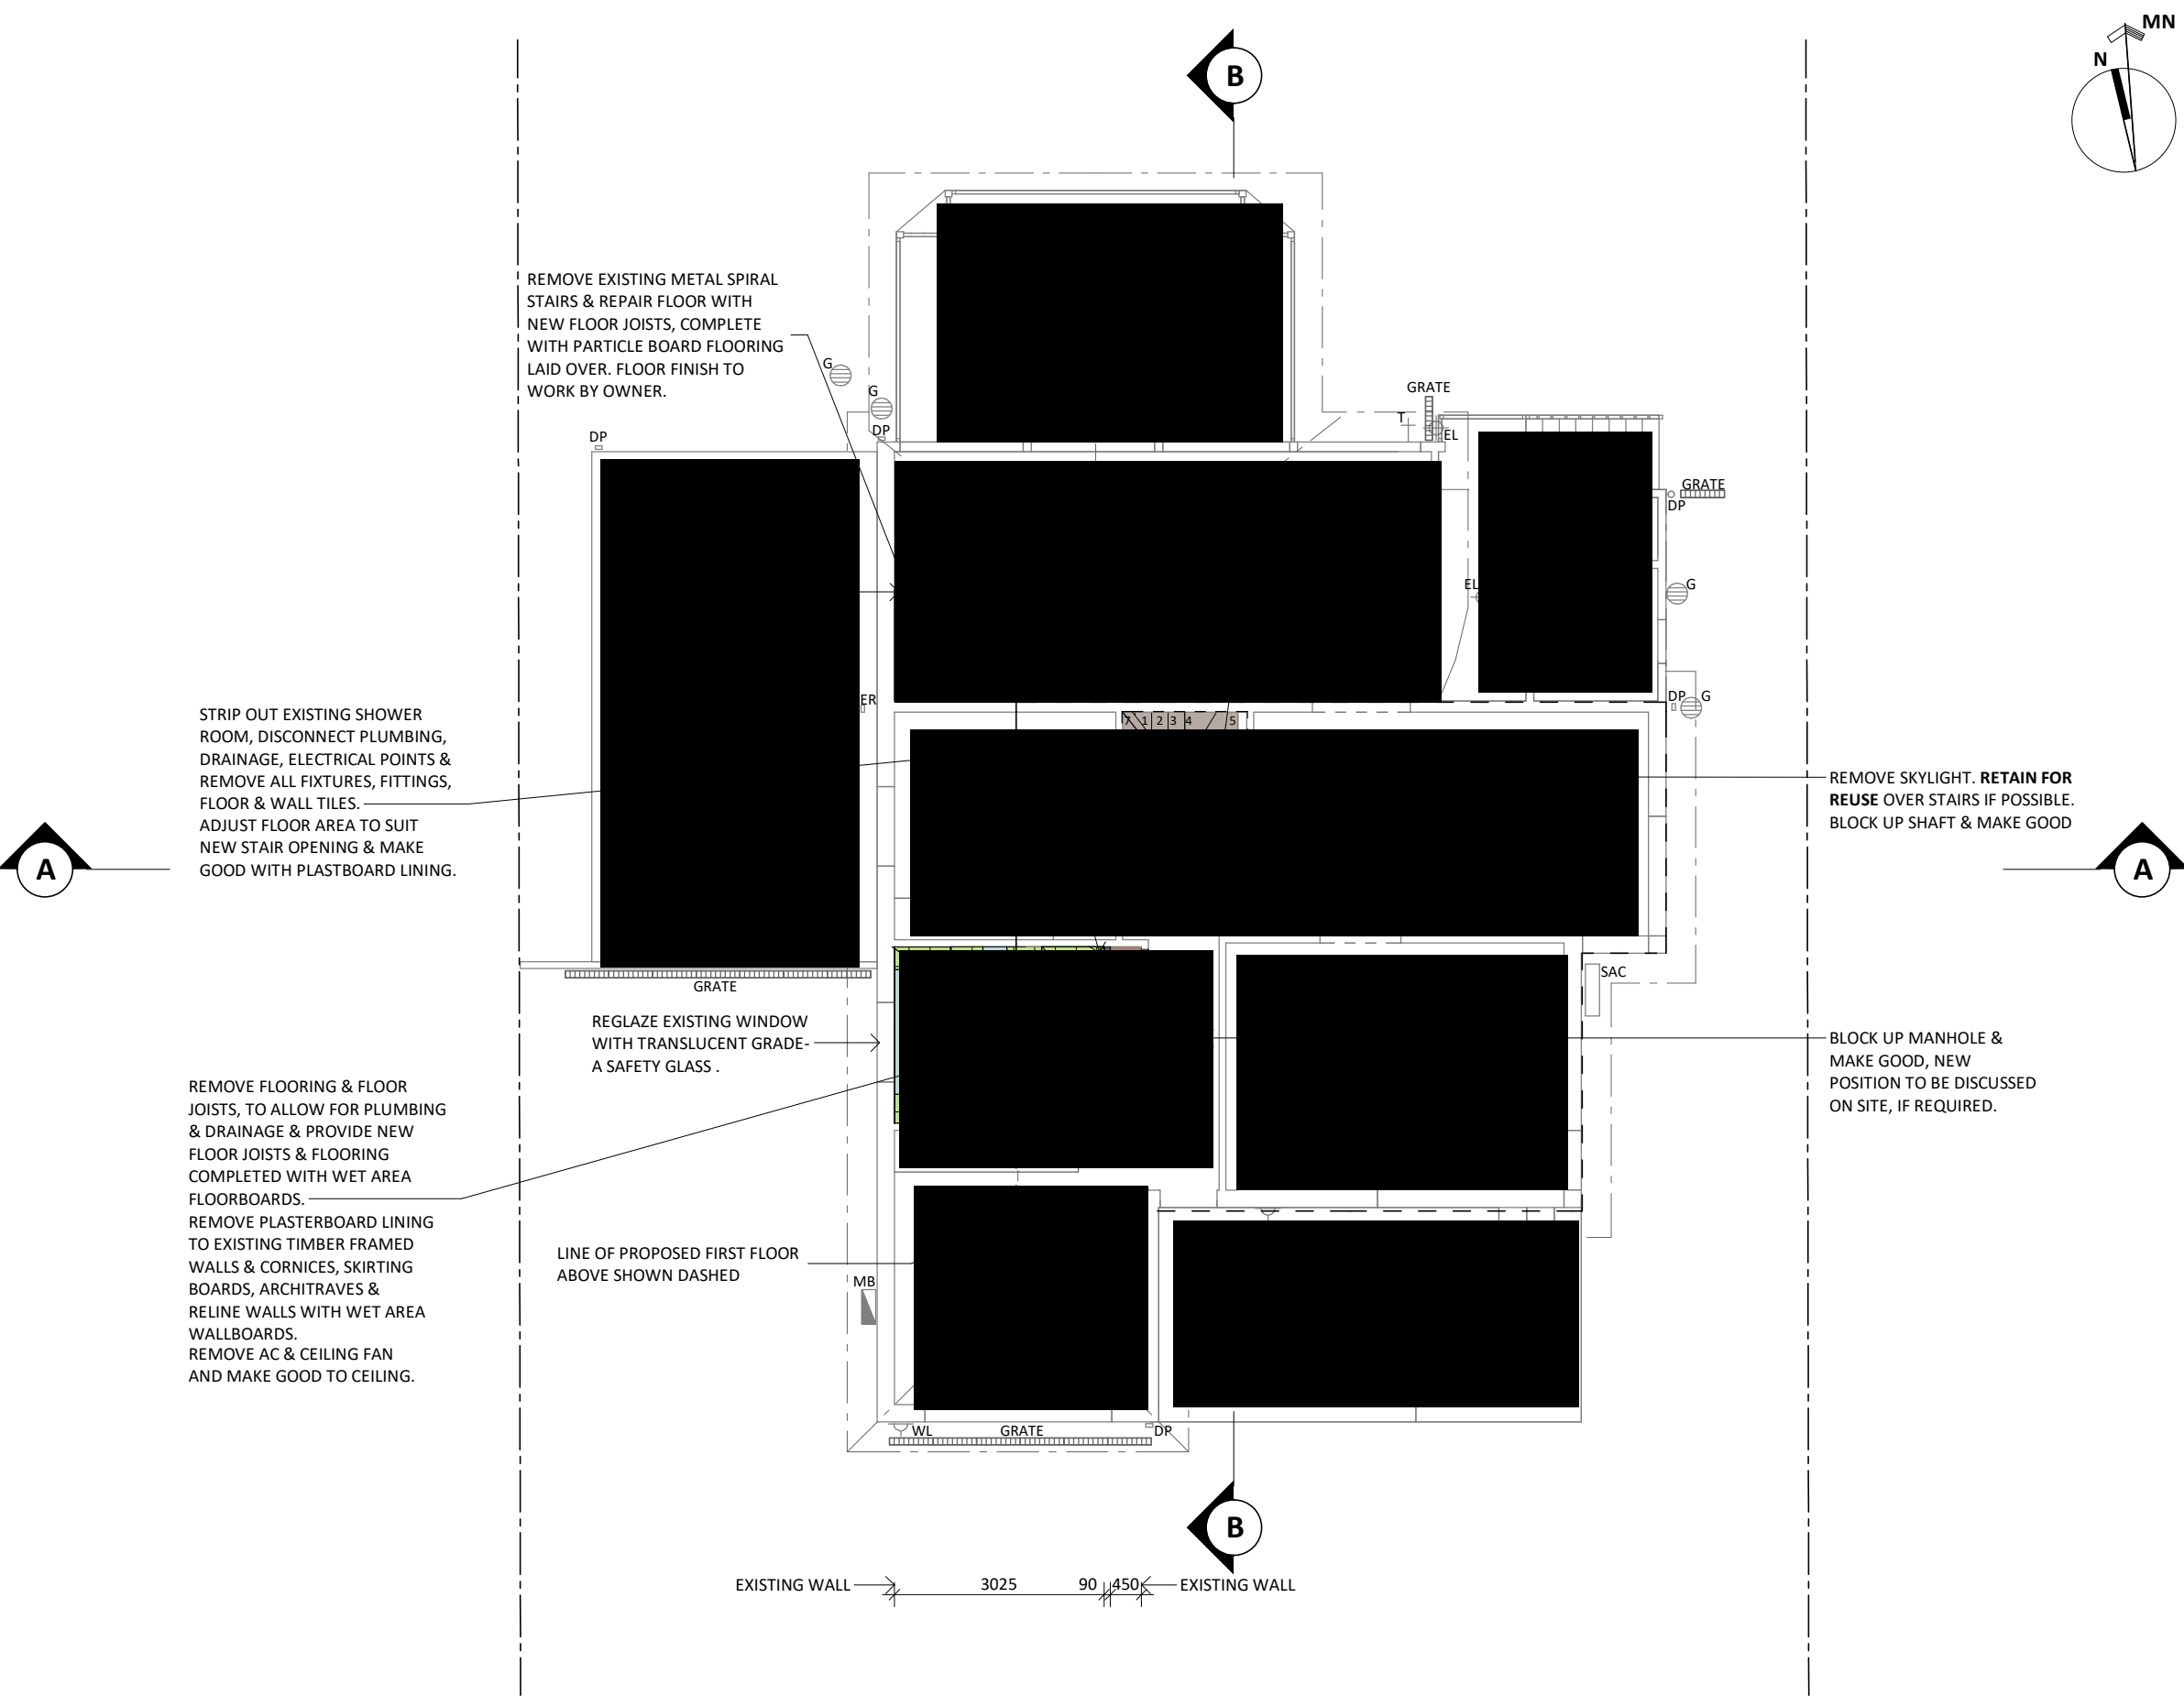 MN
N
B
REMOVE EXISTING METAL SPIRAL
STAIRS & REPAIR FLOOR WITH
NEW FLOOR JOISTS, COMPLETE
WITH PARTICLE BOARD FLOORING
LAID OVER. FLOOR FINISH TO
WORK BY OWNER.
G
G
DP
DP
GRATE
T
EL
GRATE
DP
EL
G
DP G
ER
7 1 2 3 4 5
STRIP OUT EXISTING SHOWER
ROOM, DISCONNECT PLUMBING,
DRAINAGE, ELECTRICAL POINTS &
REMOVE ALL FIXTURES, FITTINGS,
FLOOR & WALL TILES.
ADJUST FLOOR AREA TO SUIT
NEW STAIR OPENING & MAKE
GOOD WITH PLASTBOARD LINING.
REMOVE SKYLIGHT. RETAIN FOR
REUSE OVER STAIRS IF POSSIBLE.
BLOCK UP SHAFT & MAKE GOOD
A
A
GRATE
SAC
REGLAZE EXISTING WINDOW
WITH TRANSLUCENT GRADE-
A SAFETY GLASS .
BLOCK UP MANHOLE &
MAKE GOOD, NEW
POSITION TO BE DISCUSSED
ON SITE, IF REQUIRED.
REMOVE FLOORING & FLOOR
JOISTS, TO ALLOW FOR PLUMBING
& DRAINAGE & PROVIDE NEW
FLOOR JOISTS & FLOORING
COMPLETED WITH WET AREA
FLOORBOARDS.
REMOVE PLASTERBOARD LINING
TO EXISTING TIMBER FRAMED
WALLS & CORNICES, SKIRTING
BOARDS, ARCHITRAVES &
RELINE WALLS WITH WET AREA
WALLBOARDS.
REMOVE AC & CEILING FAN
AND MAKE GOOD TO CEILING.
LINE OF PROPOSED FIRST FLOOR
ABOVE SHOWN DASHED
MB
WL
GRATE
DP
B
EXISTING WALL
3025
90
450
EXISTING WALL